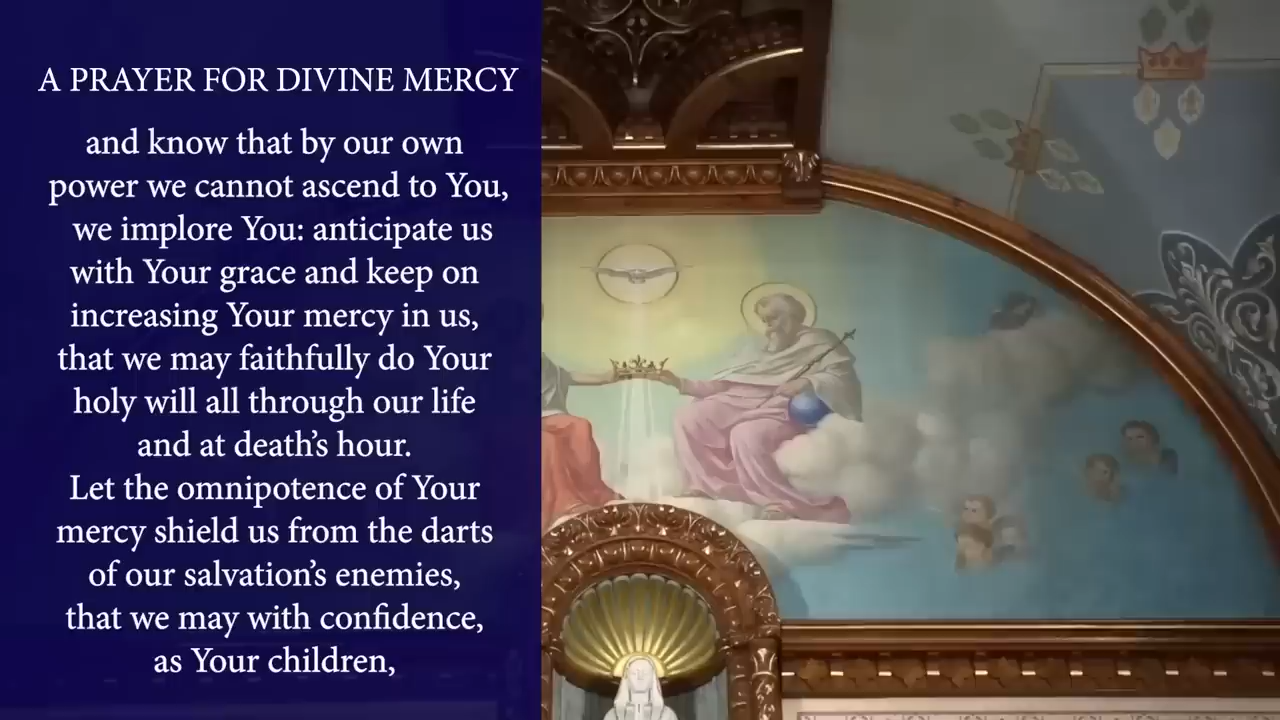 A PRAYER FOR DIVINE MERCY
and know that by our own
power we cannot ascend to You,
we implore You: anticipate us
with Your grace and keep on
increasing Your mercy in us,
that we may faithfully do Your
holy will all through our life
and at death’s hour.
Let the omnipotence of Your
mercy shield us from the darts
of our salvation’s enemies,
that we may with confidence,
as Your children,